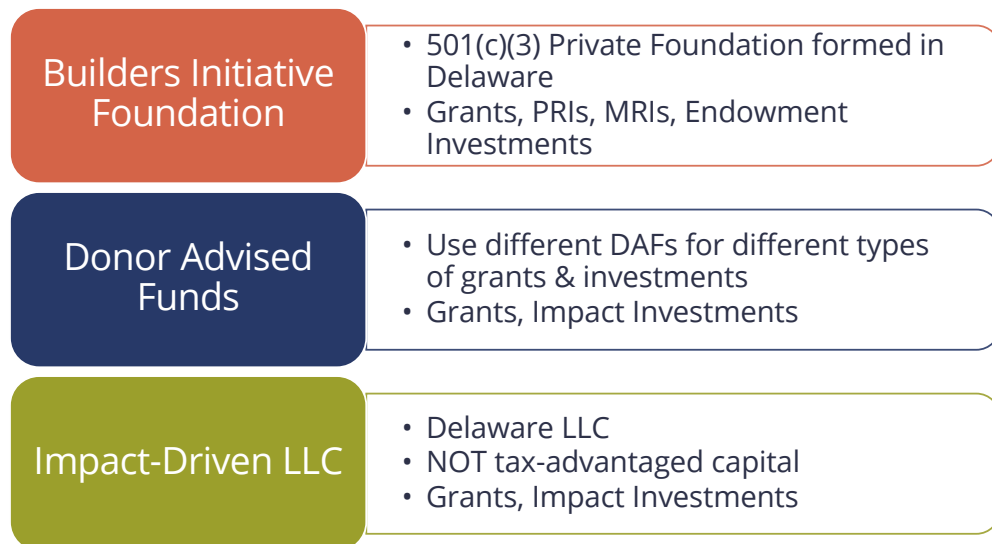 Builders Initiative
Foundation
• 501(c)(3) Private Foundation formed in
Delaware
• Grants, PRIs, MRIs, Endowment
Investments
Donor Advised
Funds
• Use different DAFs for different types
of grants & investments
• Grants, Impact Investments
Impact-Driven LLC
• Delaware LLC
• NOT tax-advantaged capital
• Grants, Impact Investments